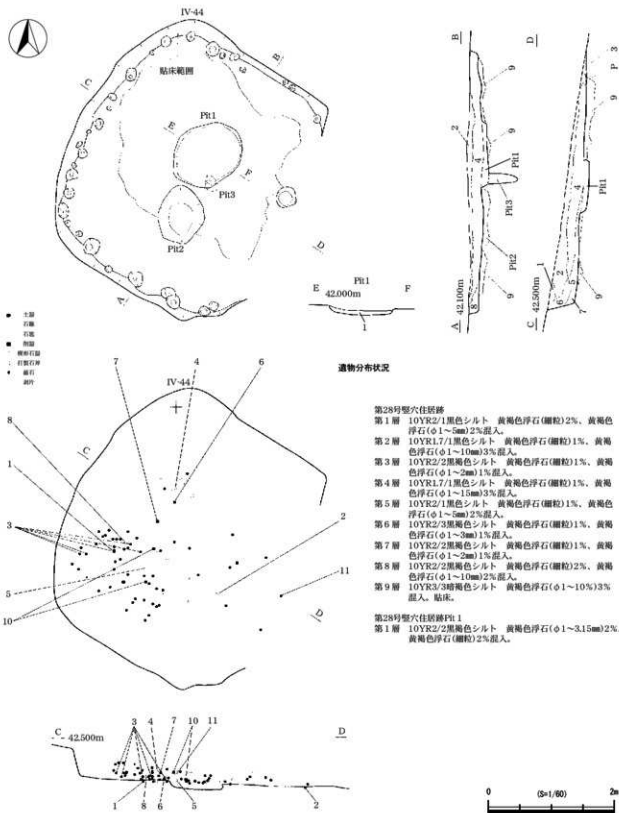 IV-44
貼床範囲
A
B
C
D
E
F
Pit1
Pit2
Pit3
Pit1
E F
42.000m
1
B
A 42.100m
2
4
8
9
9
9
Pit1
Pit2
Pit3
D
C 42.500m
1
2
3
P
4
5
6
7
9
9
Pit1
土器
石鏃
石匙
削器
剥片
遺物分布状況
IV-44
C
D
7
4
6
8
1
3
5
10
2
11
C 42.500m D
3 4 7 10 11
1 8 6 5 2
第28号竪穴住居跡
第1層 10YR2/1黒色シルト 黄褐色浮石(細粒)2%、黄褐
色浮石(φ1～5㎜)2%混入。
第2層 10YR1.7/1黒色シルト 黄褐色浮石(細粒)1%、黄褐
色浮石(φ1～10㎜)3%混入。
第3層 10YR2/2黒褐色シルト 黄褐色浮石(細粒)1%、黄褐
色浮石(φ1～2㎜)1%混入。
第4層 10YR1.7/1黒色シルト 黄褐色浮石(細粒)1%、黄褐
色浮石(φ1～15㎜)3%混入。
第5層 10YR2/1黒色シルト 黄褐色浮石(細粒)1%、黄褐
色浮石(φ1～5㎜)2%混入。
第6層 10YR2/3黒褐色シルト 黄褐色浮石(細粒)1%、黄褐
色浮石(φ1～3㎜)1%混入。
第7層 10YR2/2黒褐色シルト 黄褐色浮石(細粒)1%、黄褐
色浮石(φ1～2㎜)1%混入。
第8層 10YR2/2黒褐色シルト 黄褐色浮石(細粒)2%、黄褐
色浮石(φ1～10㎜)2%混入。
第9層 10YR3/3暗褐色シルト 黄褐色浮石(φ1～10%)3%
混入。貼床。
第28号竪穴住居跡Pit1
第1層 10YR2/2黒褐色シルト 黄褐色浮石(φ1～3.15㎜)2%、
黄褐色浮石(細粒)2%混入。
0 (S=1/60) 2m